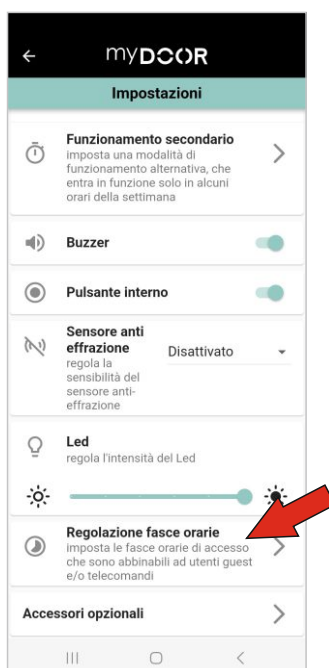 myDOOR
Impostazioni
Funzionamento secondario
imposta una modalità di
funzionamento alternativa, che
entra in funzione solo in alcuni
orari della settimana
Buzzer
Pulsante interno
Sensore anti
effrazione
regola la
sensibilità del
sensore anti-
effrazione
Disattivato
Led
regola l'intensità del Led
Regolazione fasce orarie
imposta le fasce orarie di accesso
che sono abbinabili ad utenti guest
e/o telecomandi
Accessori opzionali